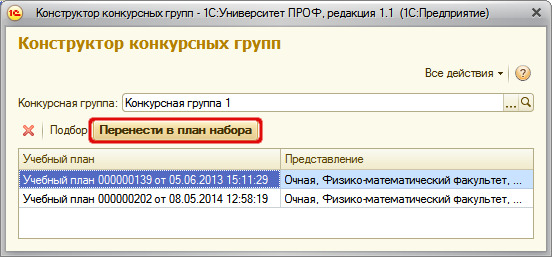 Конструктор конкурсных групп - 1С:Университет ПРОФ, редакция 1.1 (1С:Предприятие)
Конструктор конкурсных групп
Все действия
Конкурсная группа: Конкурсная группа 1
Подбор Перенести в план набора
Учебный план Представление
Учебный план 000000139 от 05.06.2013 15:11:29 Очная, Физико-математический факультет, ...
Учебный план 000000202 от 08.05.2014 12:58:19 Очная, Физико-математический факультет, ...